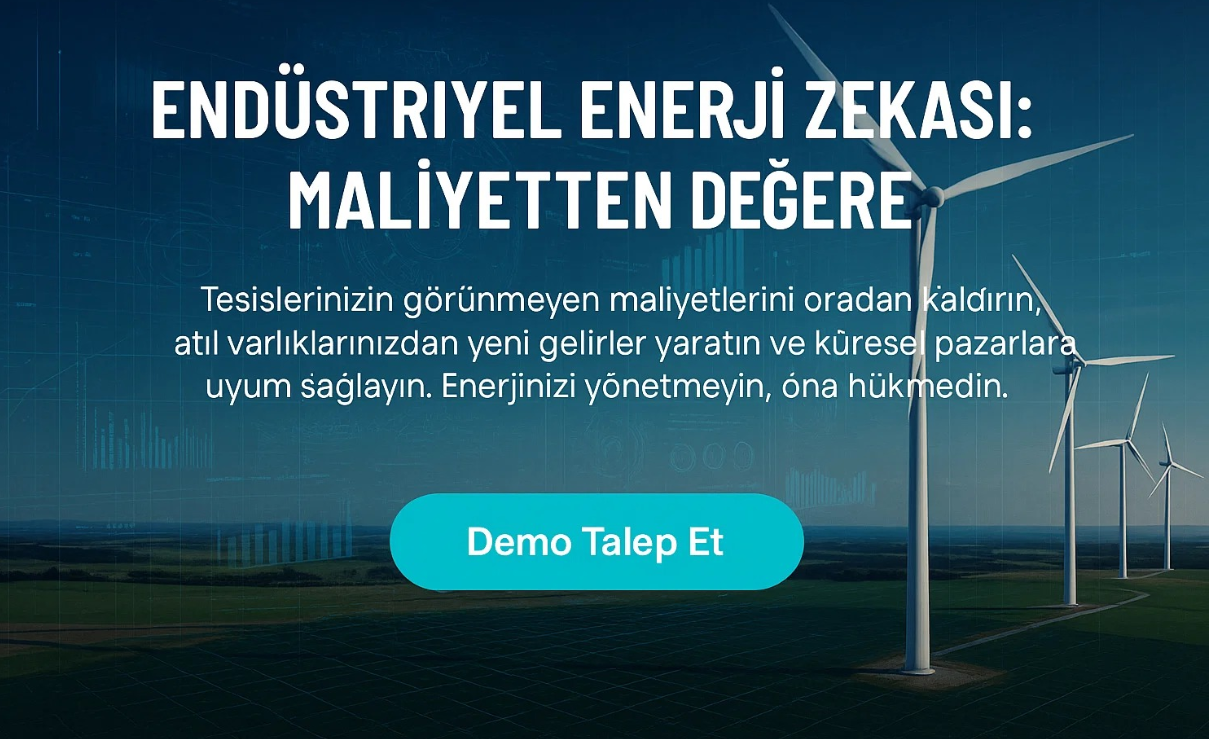 ENDÜSTRIYEL ENERJİ ZEKASI:
MALİYETTEN DEĞERE
Tesislerinizin görünmeyen maliyetlerini oradan kaldırın,
atıl varlıklarınızdan yeni gelirler yaratın ve küresel pazarlara
uyum sağlayın. Enerjinizi yönetmeyin, óna hükmedin.
Demo Talep Et